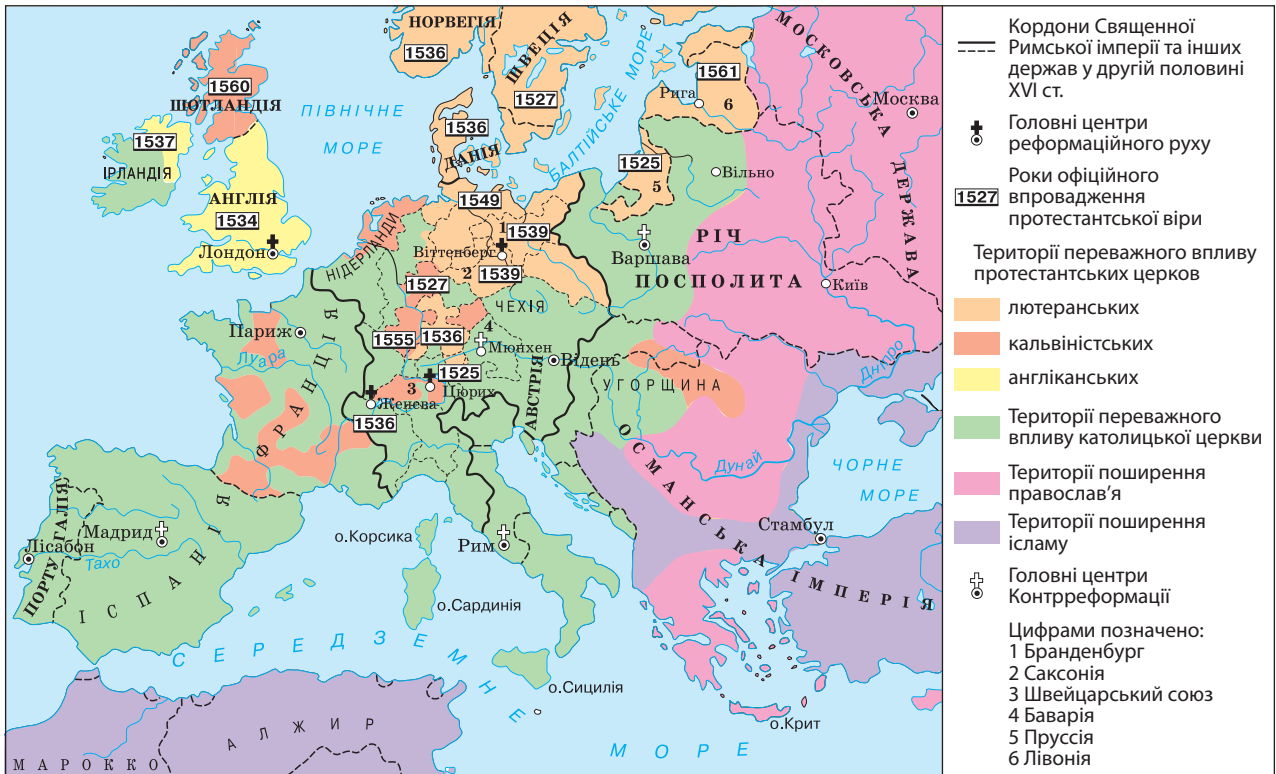 НОРВЕГІЯ
1536
ШВЕЦІЯ
1527
БАЛТІЙСЬКЕ МОРЕ
1561
Рига
6
МОСКОВСЬКА ДЕРЖАВА
Москва
1560
ШОТЛАНДІЯ
ПІВНІЧНЕ
МОРЕ
1536
ДАНІЯ
1537
ІРЛАНДІЯ
1525
5
Вільно
АНГЛІЯ
1534
Лондон
НІДЕРЛАНДИ
1549
1
1539
Віттенберг
2
1539
1527
Варшава
РІЧ
ПОСПОЛИТА
Київ
ЧЕХІЯ
Париж
Луара
ФРАНЦІЯ
1555
1536
4
Мюнхен
Відень
АВСТРІЯ
УГОРЩИНА
Дніпро
1525
3
Цюрих
Женева
1536
Дунай
ЧОРНЕ
МОРЕ
ОСМАНСЬКА ІМПЕРІЯ
Стамбул
ПОРТУГАЛІЯ
Лісабон
Мадрид
Тахо
ІСПАНІЯ
о.Корсика
Рим
о.Сардинія
о.Сицилія
о.Крит
СЕРЕДЗЕМНЕ
МОРЕ
АЛЖИР
МАРОККО
Кордони Священної
Римської імперії та інших
держав у другій половині
XVI ст.
Головні центри
реформаційного руху
1527
Роки офіційного
впровадження
протестантської віри
Території переважного впливу
протестантських церков
лютеранських
кальвіністських
англіканських
Території переважного
впливу католицької церкви
Території поширення
православ’я
Території поширення
ісламу
Головні центри
Контрреформації
Цифрами позначено:
1 Бранденбург
2 Саксонія
3 Швейцарський союз
4 Баварія
5 Пруссія
6 Лівонія